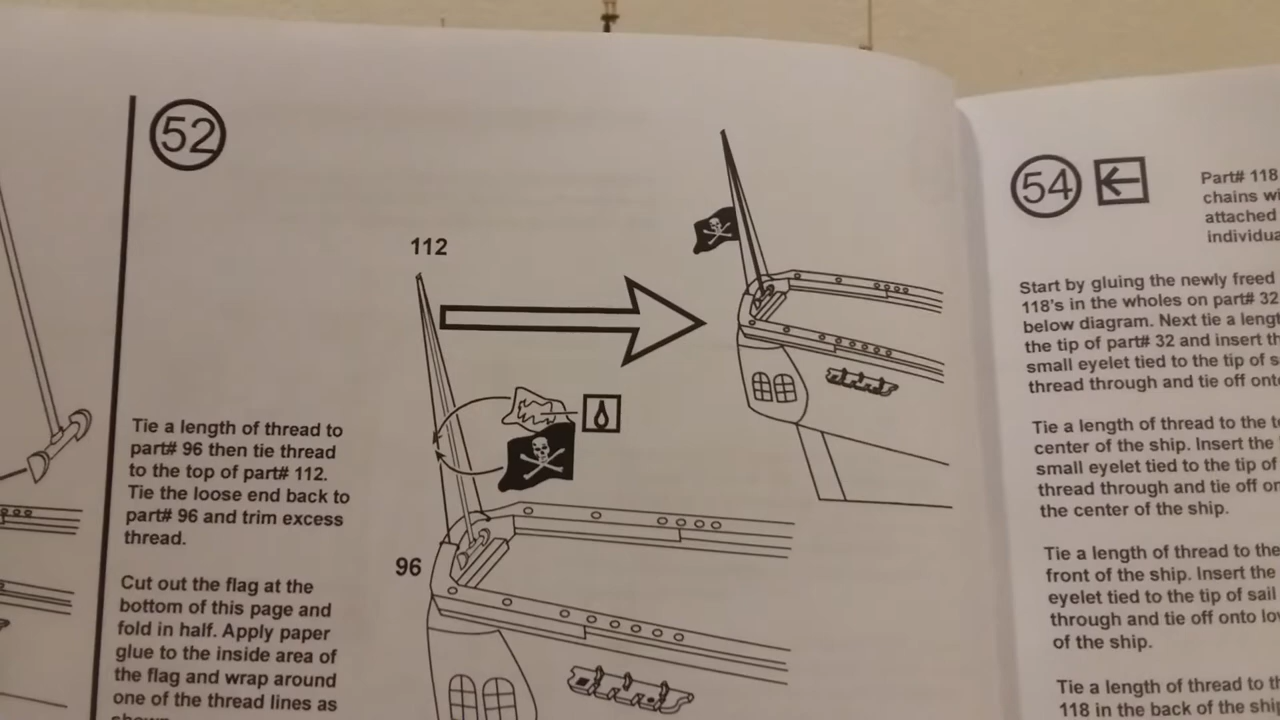 52
112
Tie a length of thread to
part# 96 then tie thread
to the top of part# 112.
Tie the loose end back to
part# 96 and trim excess
thread.
96
Cut out the flag at the
bottom of this page and
fold in half. Apply paper
glue to the inside area of
the flag and wrap around
one of the thread lines as
54
Part# 118
chains
attached
Start by gluing the newly freed
118's in the wholes on part# 32
below diagram. Next tie a
the tip of part# 32 and insert
small eyelet tied to the tip of
thread through and tie off
Tie a length of thread to the
center of the ship. Insert the
small eyelet tied to the tip of
thread through and tie off
the center of the ship.
Tie a length of thread to the
front of the ship. Insert the
eyelet tied to the tip of sail
through and tie off onto
of the ship.
Tie a length of thread to
118 in the back of the